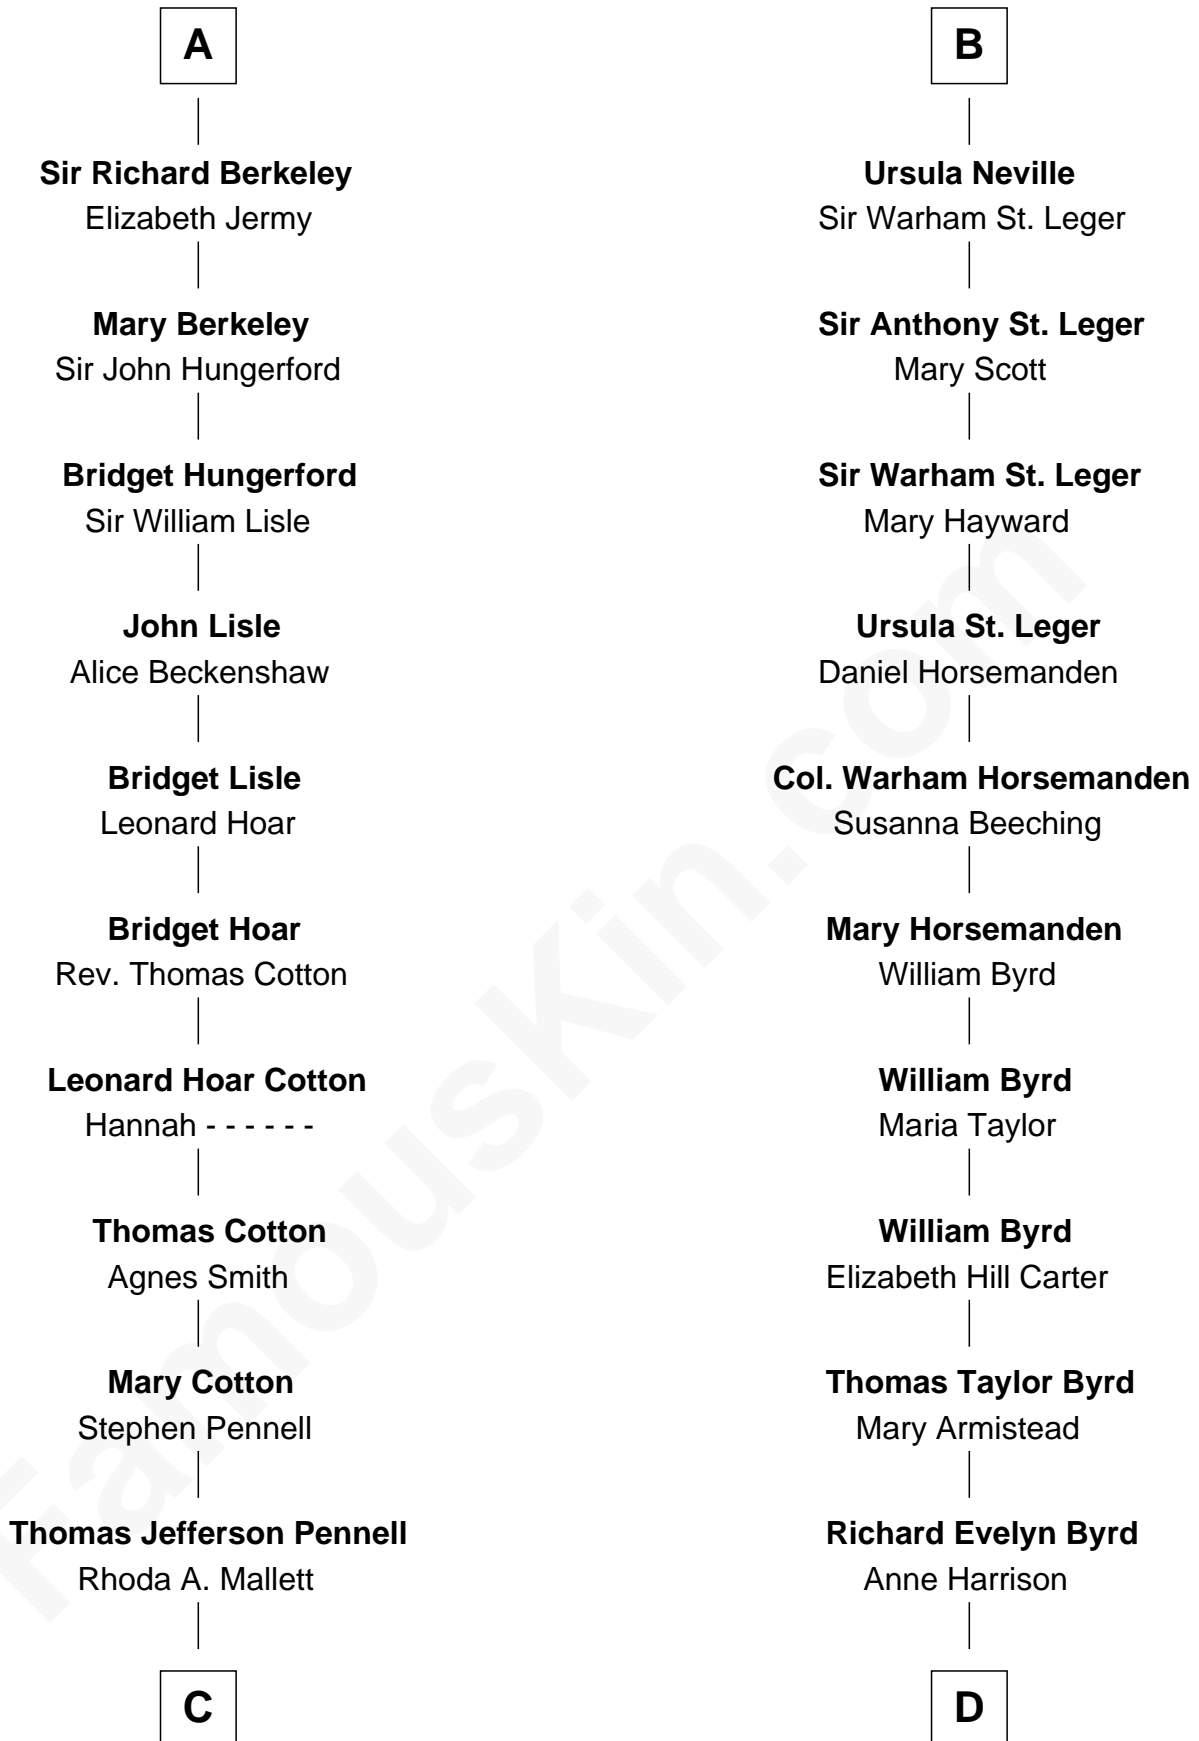 A
Sir Richard Berkeley
Elizabeth Jermy
Mary Berkeley
Sir John Hungerford
Bridget Hungerford
Sir William Lisle
John Lisle
Alice Beckenshaw
Bridget Lisle
Leonard Hoar
Bridget Hoar
Rev. Thomas Cotton
Leonard Hoar Cotton
Hannah - - - - - -
Thomas Cotton
Agnes Smith
Mary Cotton
Stephen Pennell
Thomas Jefferson Pennell
Rhoda A. Mallett
C
B
Ursula Neville
Sir Warham St. Leger
Sir Anthony St. Leger
Mary Scott
Sir Warham St. Leger
Mary Hayward
Ursula St. Leger
Daniel Horsemanden
Col. Warham Horsemanden
Susanna Beeching
Mary Horsemanden
William Byrd
William Byrd
Maria Taylor
William Byrd
Elizabeth Hill Carter
Thomas Taylor Byrd
Mary Armistead
Richard Evelyn Byrd
Anne Harrison
D
FamousKin.com